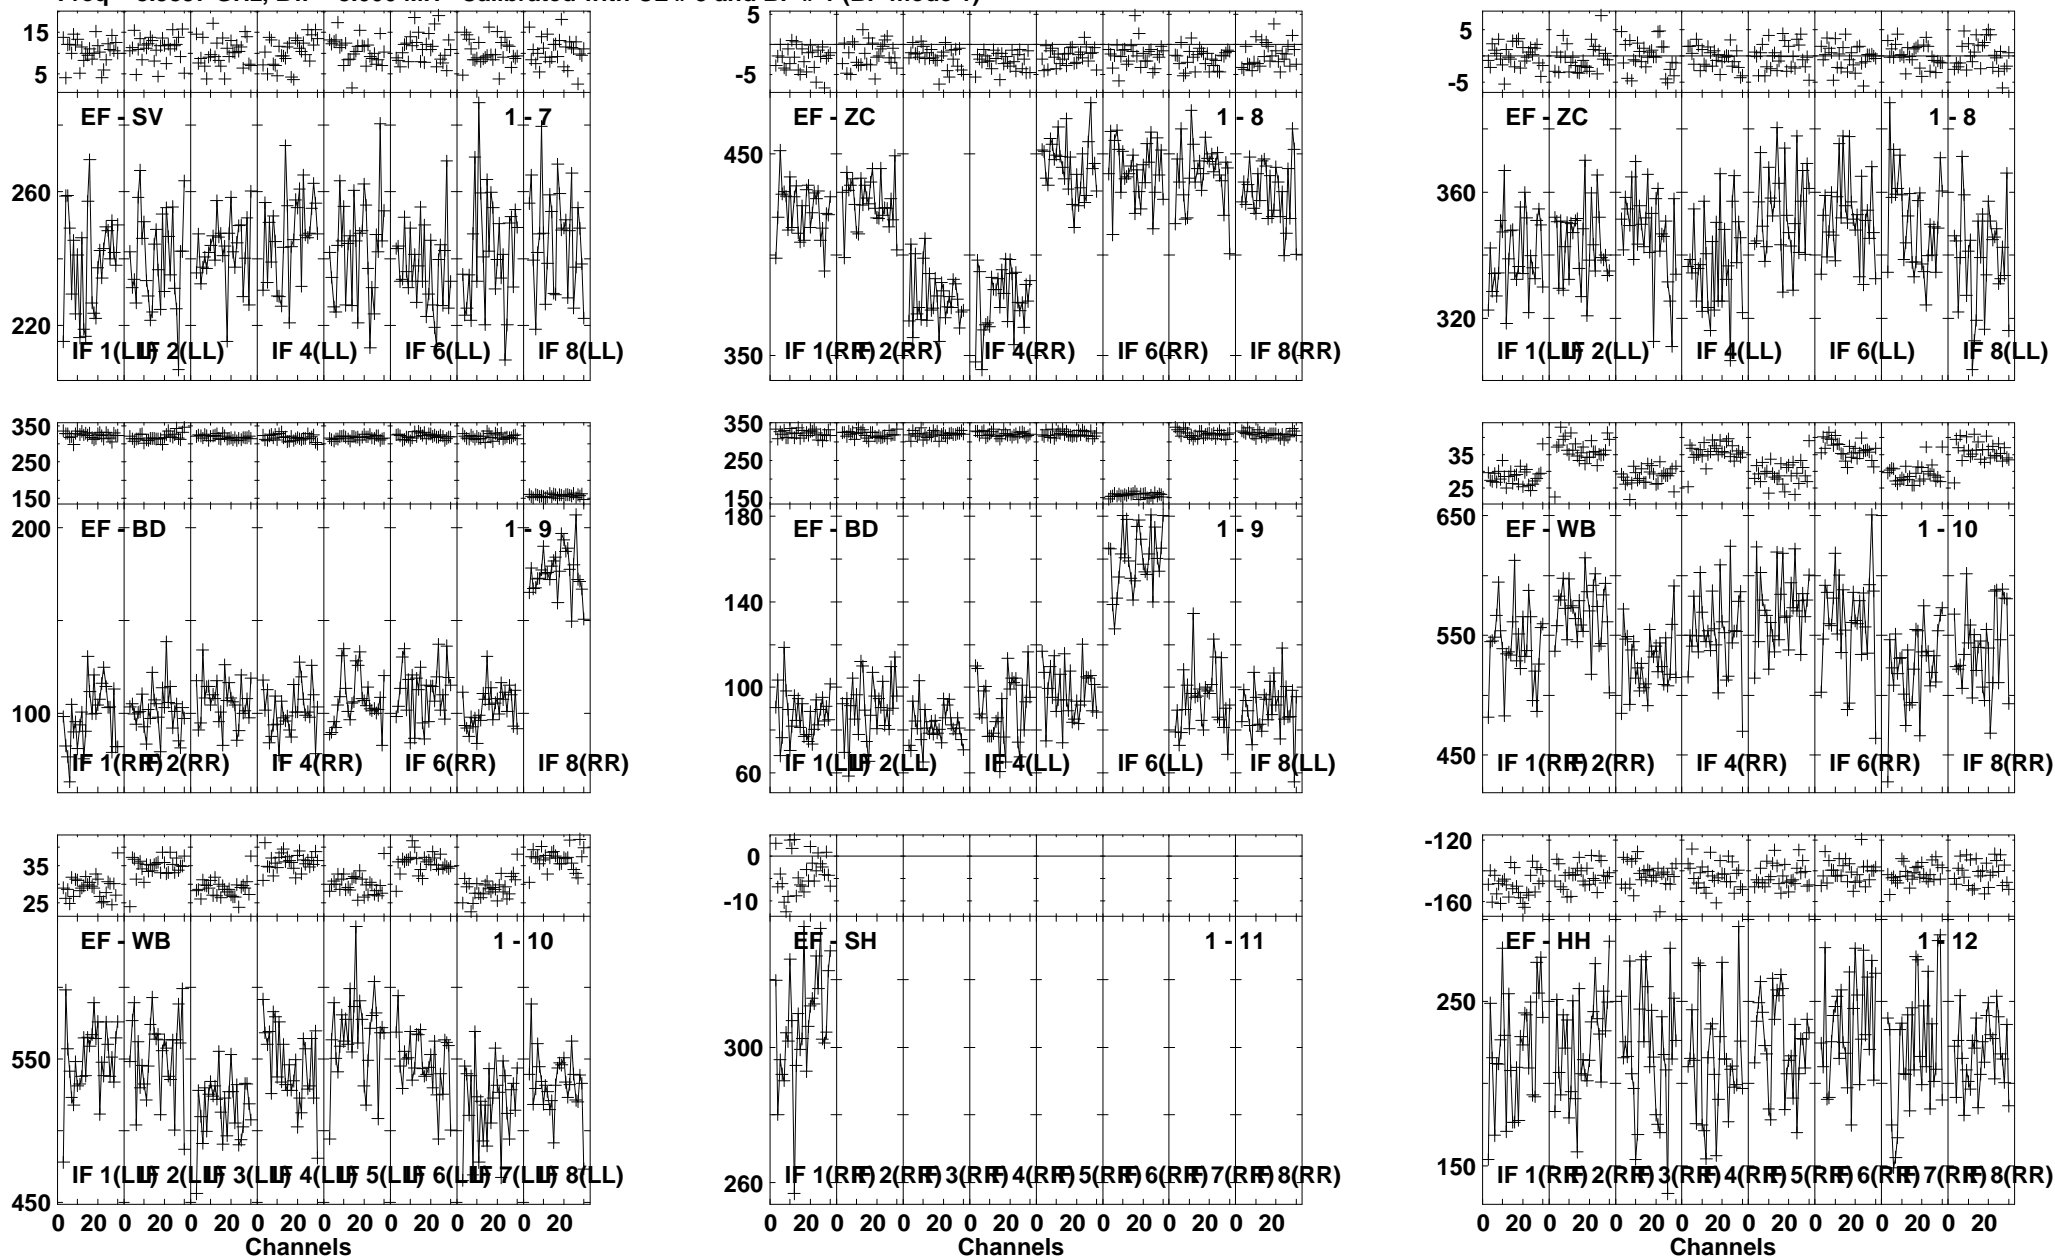 15
5
EF - SV
1 - 7
260
220
IF 1(LL)
IF 2(LL)
IF 4(LL)
IF 6(LL)
IF 8(LL)
5
-5
EF - ZC
1 - 8
450
350
IF 1(RR)
IF 2(RR)
IF 4(RR)
IF 6(RR)
IF 8(RR)
5
-5
EF - ZC
1 - 8
360
320
IF 1(LL)
IF 2(LL)
IF 4(LL)
IF 6(LL)
IF 8(LL)
350
250
150
200
EF - BD
1 - 9
100
IF 1(RR)
IF 2(RR)
IF 4(RR)
IF 6(RR)
IF 8(RR)
350
250
150
180
EF - BD
1 - 9
140
100
60
IF 1(LL)
IF 2(LL)
IF 4(LL)
IF 6(LL)
IF 8(LL)
35
25
650
EF - WB
1 - 10
550
450
IF 1(RR)
IF 2(RR)
IF 4(RR)
IF 6(RR)
IF 8(RR)
35
25
EF - WB
1 - 10
550
450
IF 1(LL)
IF 2(LL)
IF 3(LL)
IF 4(LL)
IF 5(LL)
IF 6(LL)
IF 7(LL)
IF 8(LL)
0 20 0 20 0 20 0 20 0 20 0 20 0 20 0 20
Channels
0
-10
EF - SH
1 - 11
300
260
IF 1(RR)
IF 2(RR)
IF 3(RR)
IF 4(RR)
IF 5(RR)
IF 6(RR)
IF 7(RR)
IF 8(RR)
0 20 0 20 0 20 0 20 0 20 0 20 0 20 0 20
Channels
-120
-160
EF - HH
1 - 12
250
150
IF 1(RR)
IF 2(RR)
IF 3(RR)
IF 4(RR)
IF 5(RR)
IF 6(RR)
IF 7(RR)
IF 8(RR)
0 20 0 20 0 20 0 20 0 20 0 20 0 20 0 20
Channels